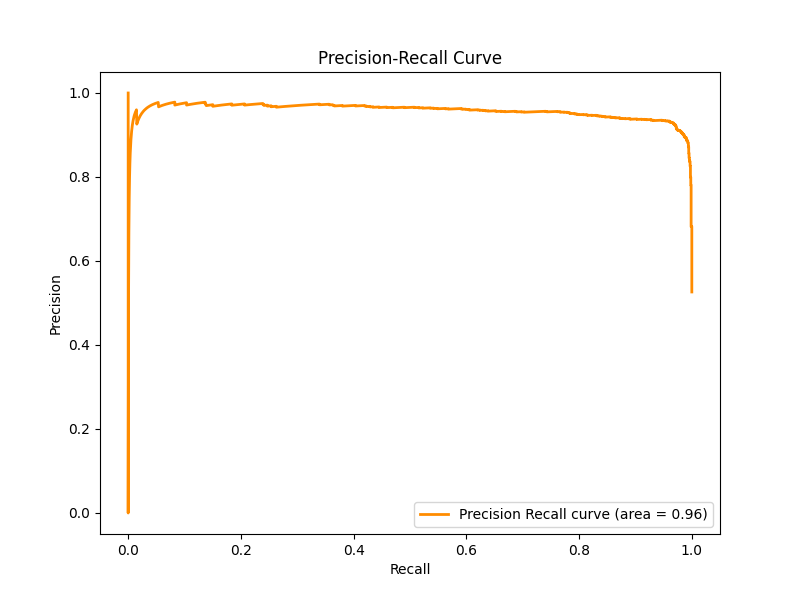 Precision-Recall Curve
1.0
0.8
0.6
0.4
0.2
0.0
Precision
Precision Recall curve (area = 0.96)
0.0 0.2 0.4 0.6 0.8 1.0
Recall